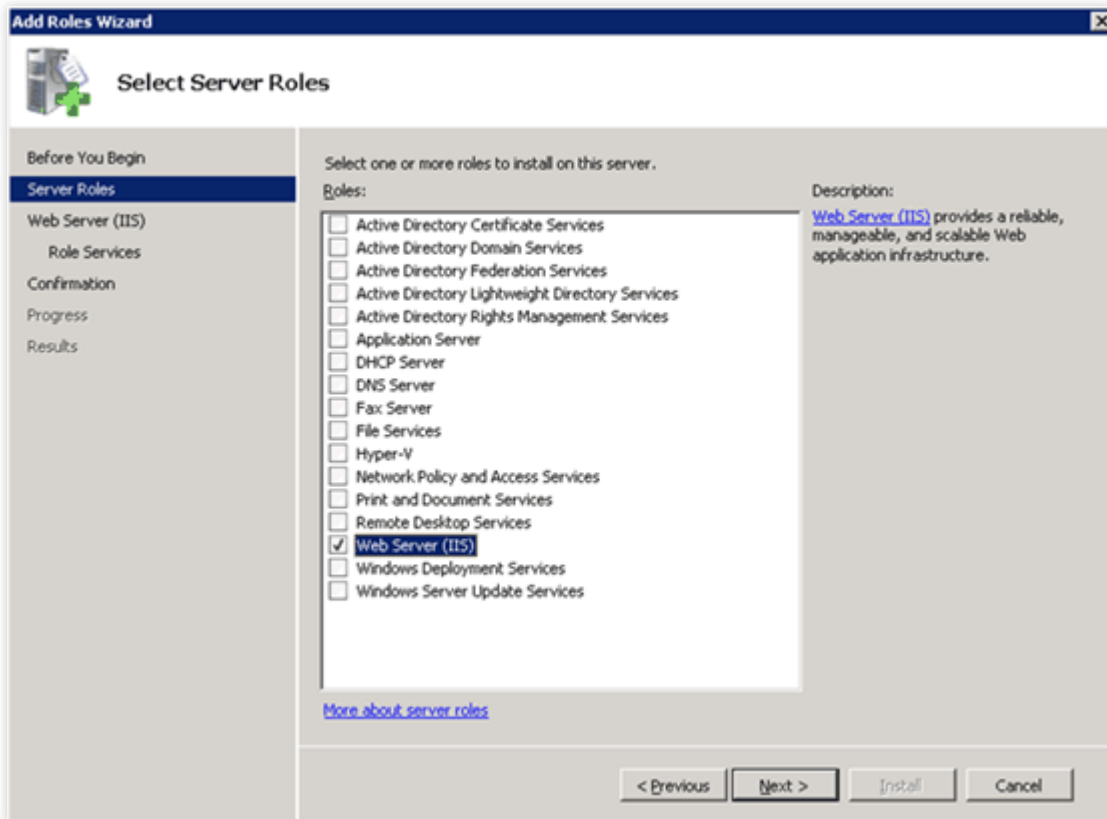 Add Roles Wizard
Select Server Roles
Before You Begin
Server Roles
Web Server (IIS)
Role Services
Confirmation
Progress
Results
Select one or more roles to install on this server.
Roles:
Active Directory Certificate Services
Active Directory Domain Services
Active Directory Federation Services
Active Directory Lightweight Directory Services
Active Directory Rights Management Services
Application Server
DHCP Server
DNS Server
Fax Server
File Services
Hyper-V
Network Policy and Access Services
Print and Document Services
Remote Desktop Services
Web Server (IIS)
Windows Deployment Services
Windows Server Update Services
More about server roles
Description:
Web Server (IIS) provides a reliable,
manageable, and scalable Web
application infrastructure.
< Previous
Next >
Install
Cancel